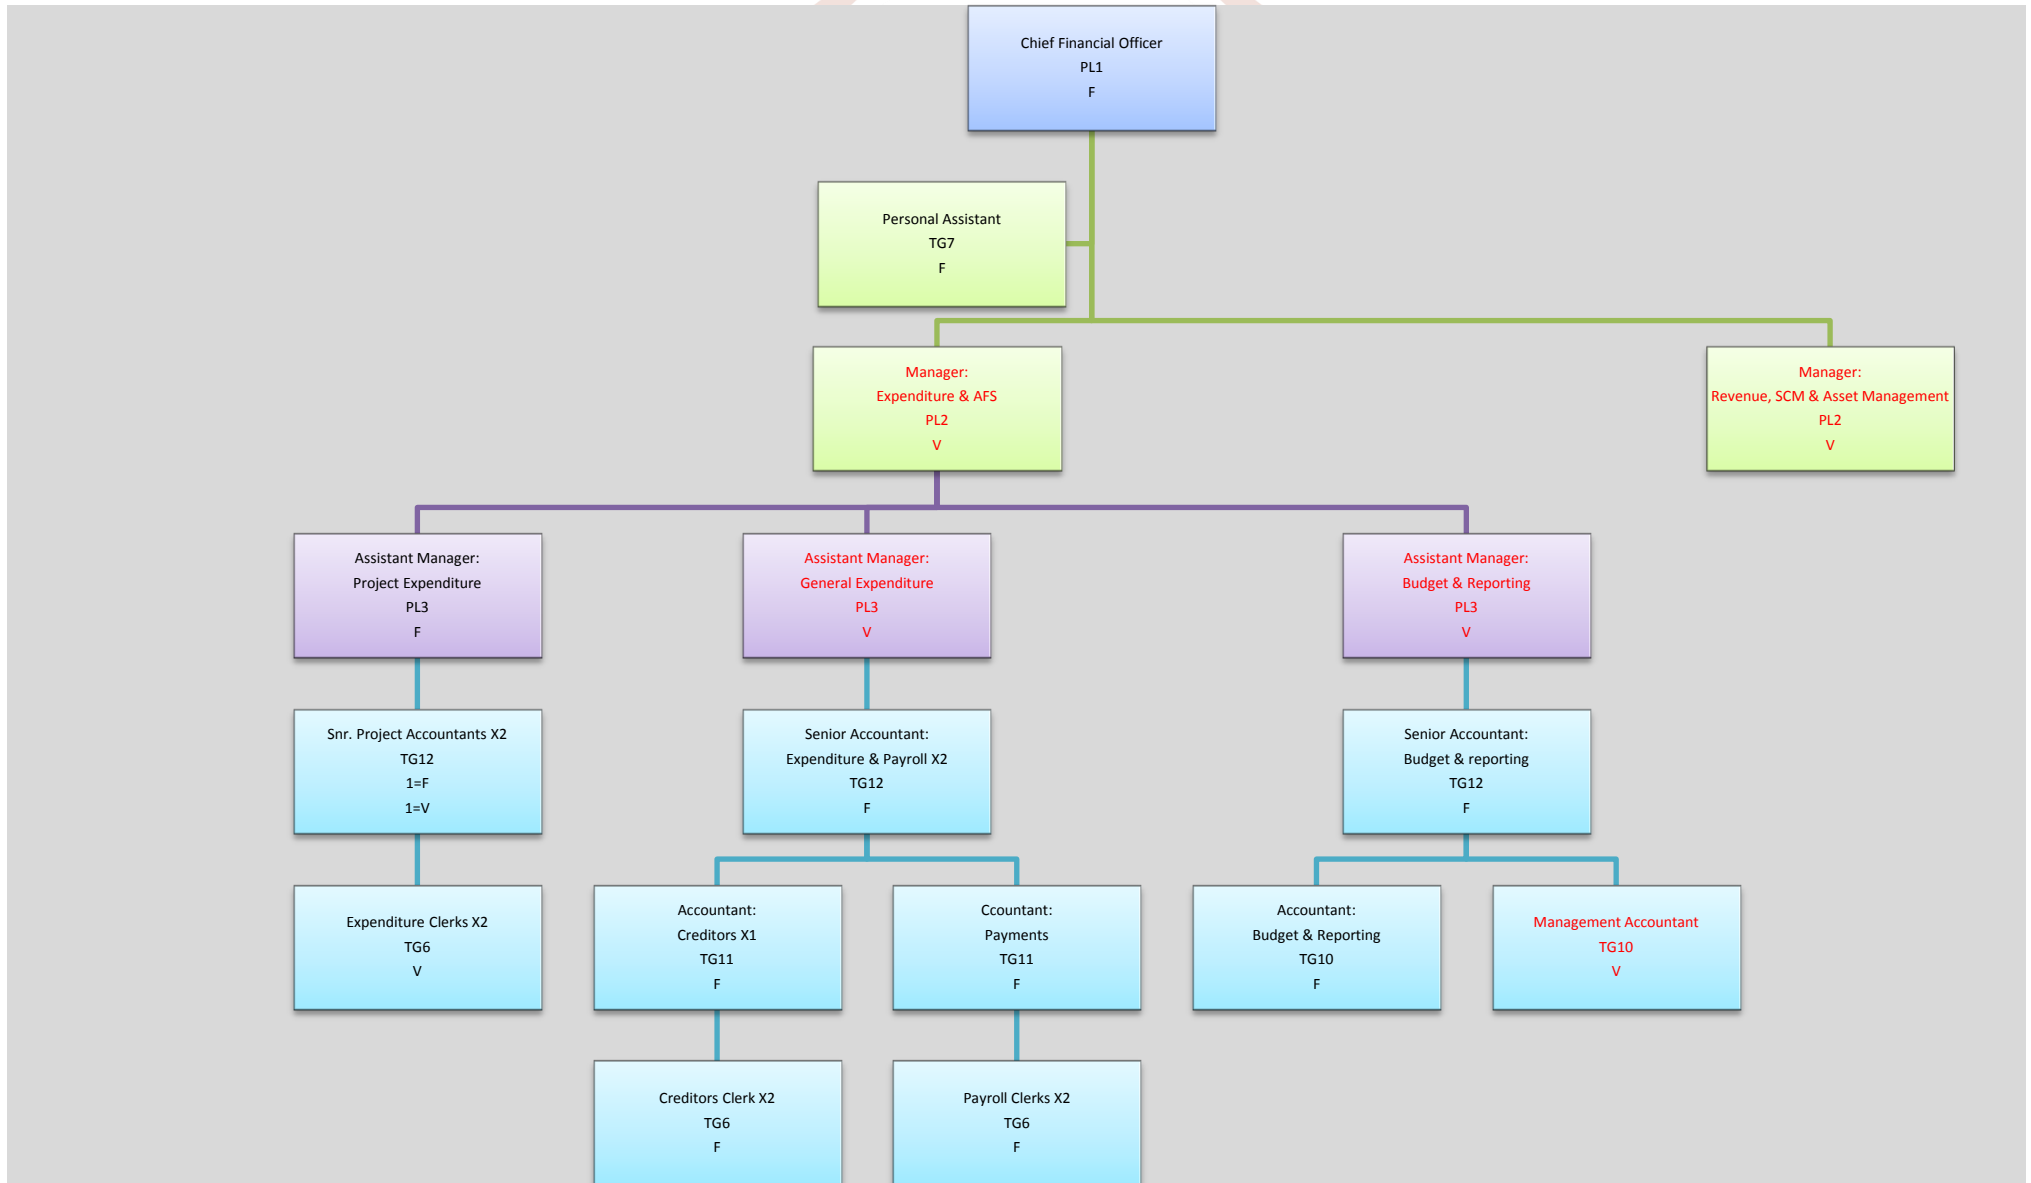 Chief Financial Officer
PL1
F
Personal Assistant
TG7
F
Manager:
Expenditure & AFS
PL2
V
Manager:
Revenue, SCM & Asset Management
PL2
V
Assistant Manager:
Project Expenditure
PL3
F
Assistant Manager:
General Expenditure
PL3
V
Assistant Manager:
Budget & Reporting
PL3
V
Snr. Project Accountants X2
TG12
1=F
1=V
Senior Accountant:
Expenditure & Payroll X2
TG12
F
Senior Accountant:
Budget & reporting
TG12
F
Expenditure Clerks X2
TG6
V
Accountant:
Creditors X1
TG11
F
Ccountant:
Payments
TG11
F
Accountant:
Budget & Reporting
TG10
F
Management Accountant
TG10
V
Creditors Clerk X2
TG6
F
Payroll Clerks X2
TG6
F